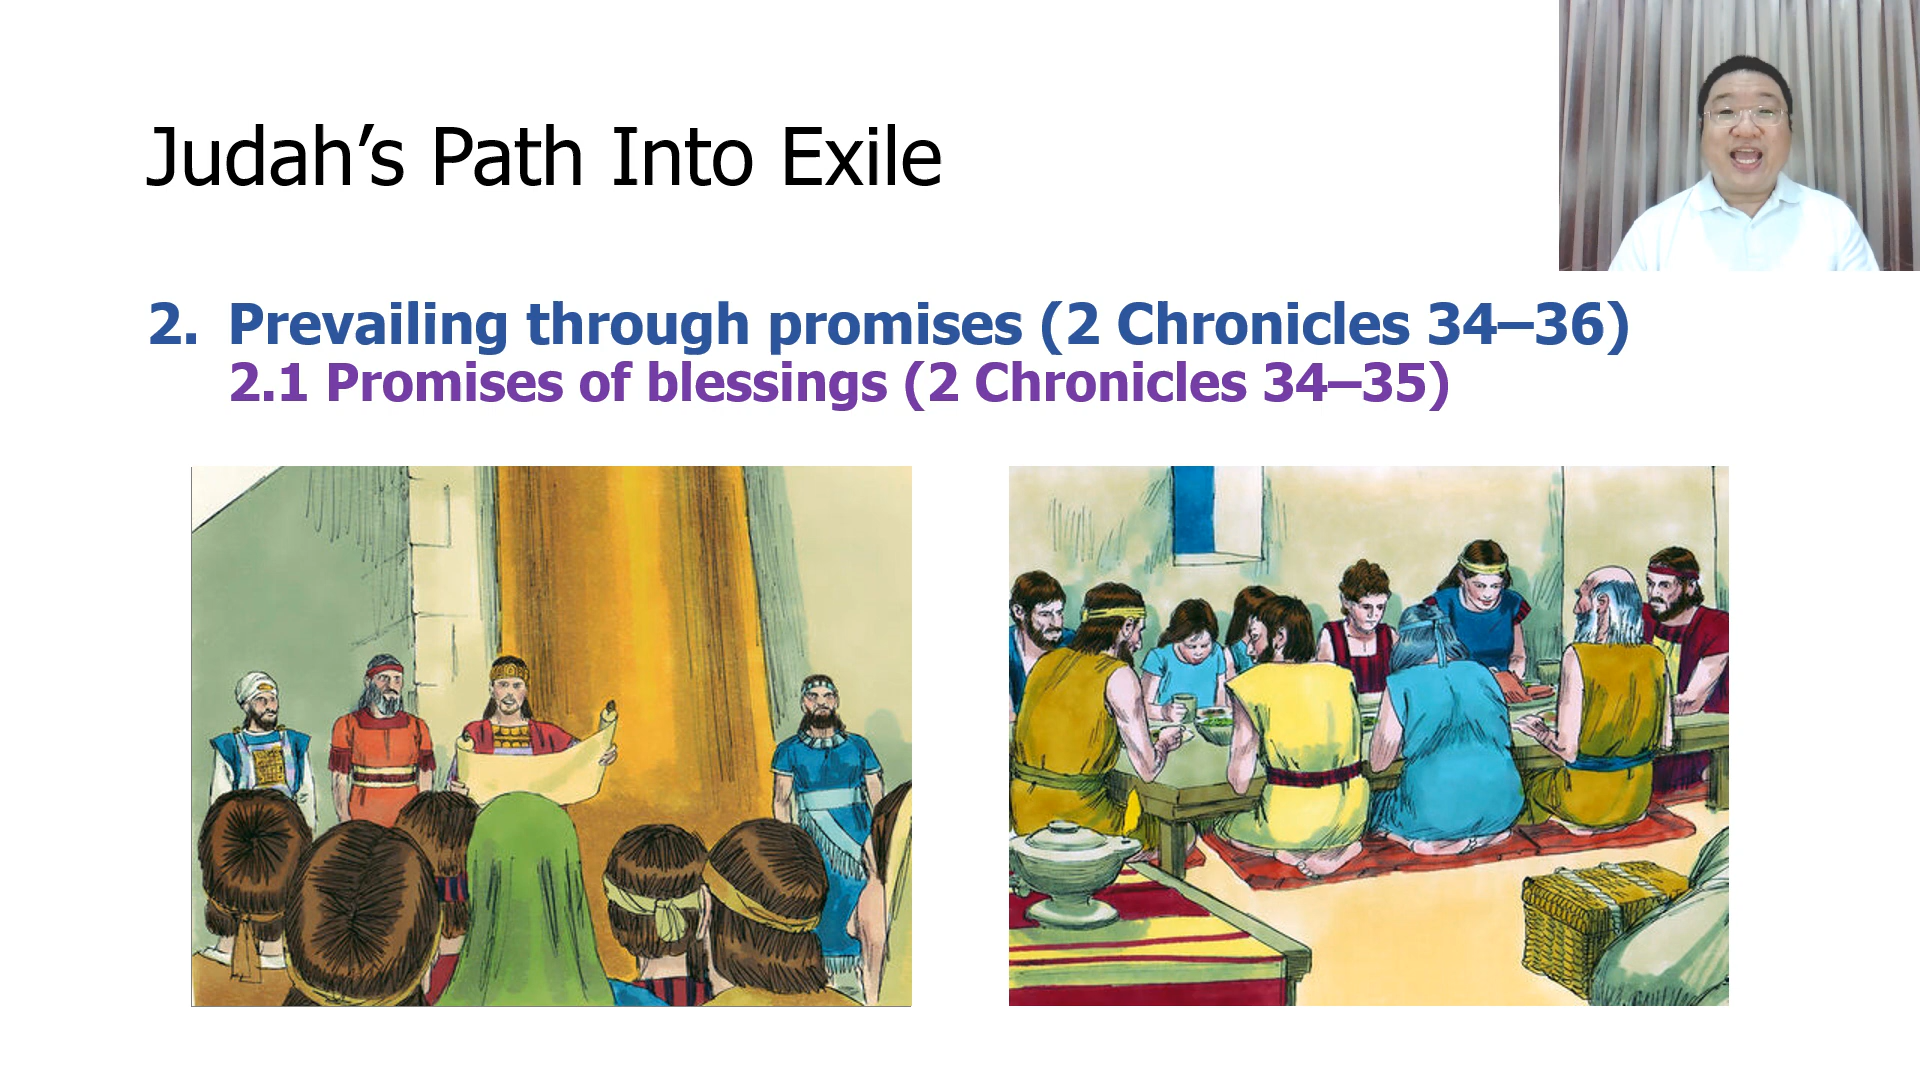 Judah’s Path Into Exile
2. Prevailing through promises (2 Chronicles 34–36)
2.1 Promises of blessings (2 Chronicles 34–35)